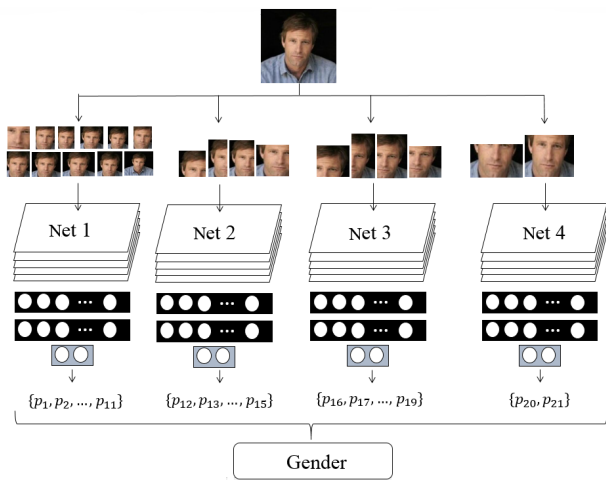 Net 1
Net 2
Net 3
Net 4
{p₁, p₂, ..., p₁₁}
{p₁₂, p₁₃, ..., p₁₅}
{p₁₆, p₁₇, ..., p₁₉}
{p₂₀, p₂₁}
Gender